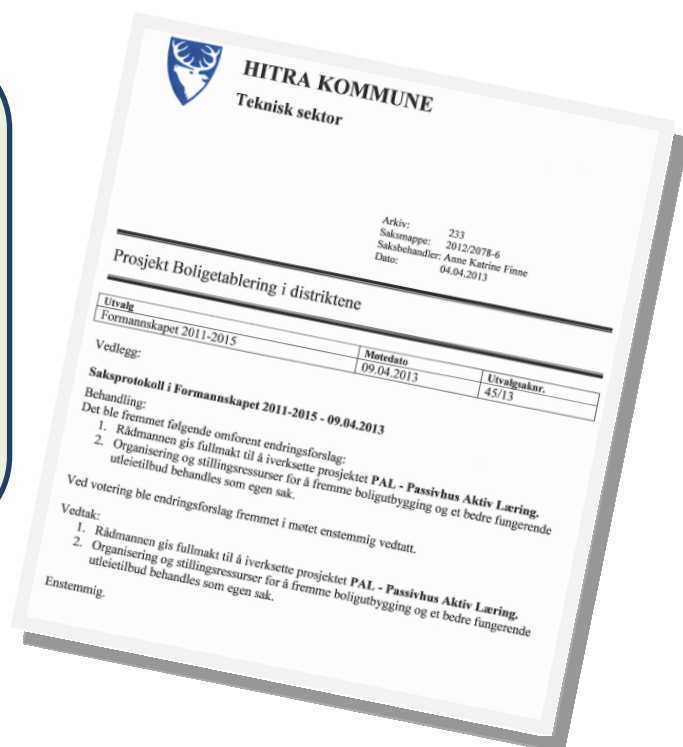 HITRA KOMMUNE
Teknisk sektor
Arkiv: 233
Saksmappe: 2012/2078-6
Saksbehandler: Anne Katrine Finne
Dato: 04.04.2013
Prosjekt Boligetablering i distriktene
Utvalg Møtedato Utvalgsaknr.
Formannskapet 2011-2015 09.04.2013 45/13
Vedlegg:
Saksprotokoll i Formannskapet 2011-2015 - 09.04.2013
Behandling:
Det ble fremmet følgende omforent endringsforslag:
1. Rådmannen gis fullmakt til å iverksette prosjektet PAL - Passivhus Aktiv Læring.
2. Organisering og stillingsressurser for å fremme boligutbygging og et bedre fungerende
utleietilbud behandles som egen sak.
Ved votering ble endringsforslag fremmet i møtet enstemmig vedtatt.
Vedtak:
1. Rådmannen gis fullmakt til å iverksette prosjektet PAL - Passivhus Aktiv Læring.
2. Organisering og stillingsressurser for å fremme boligutbygging og et bedre fungerende
utleietilbud behandles som egen sak.
Enstemmig.